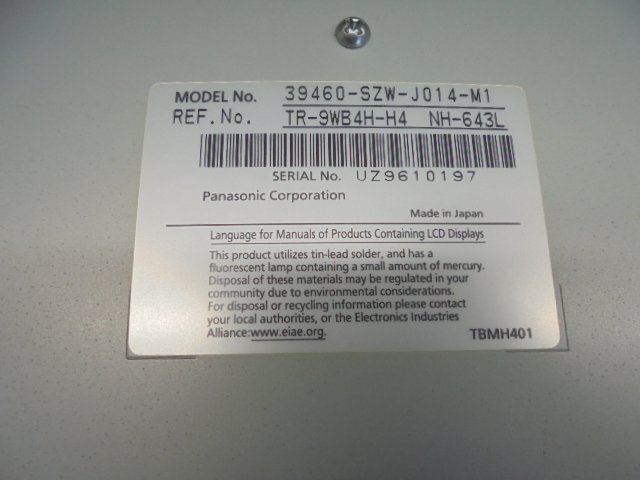 MODEL No. 39460-SZW-J014-M1
REF. No. TR-9WB4H-H4 NH-643L
SERIAL No. UZ9610197
Panasonic Corporation
Made in Japan
Language for Manuals of Products Containing LCD Displays
This product utilizes tin-lead solder, and has a
fluorescent lamp containing a small amount of mercury.
Disposal of these materials may be regulated in your
community due to environmental considerations.
For disposal or recycling information please contact
your local authorities, or the Electronics Industries
Alliance:www.eiae.org.
TBMH401